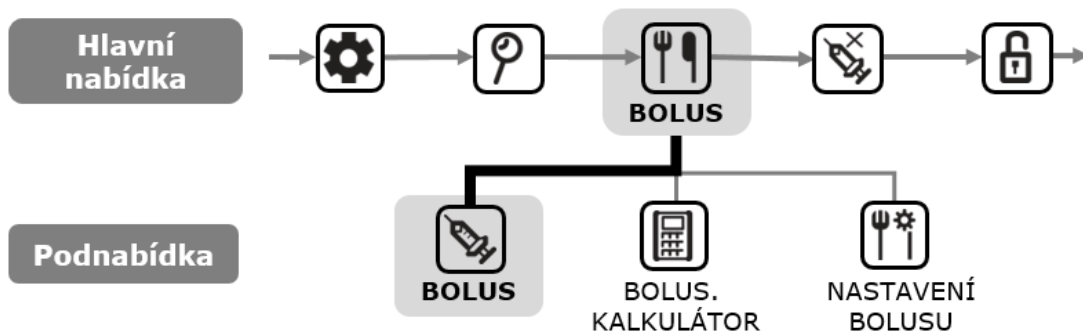 Hlavní
nabídka
BOLUS
Podnabídka
BOLUS
BOLUS.
KALKULÁTOR
NASTAVENÍ
BOLUSU